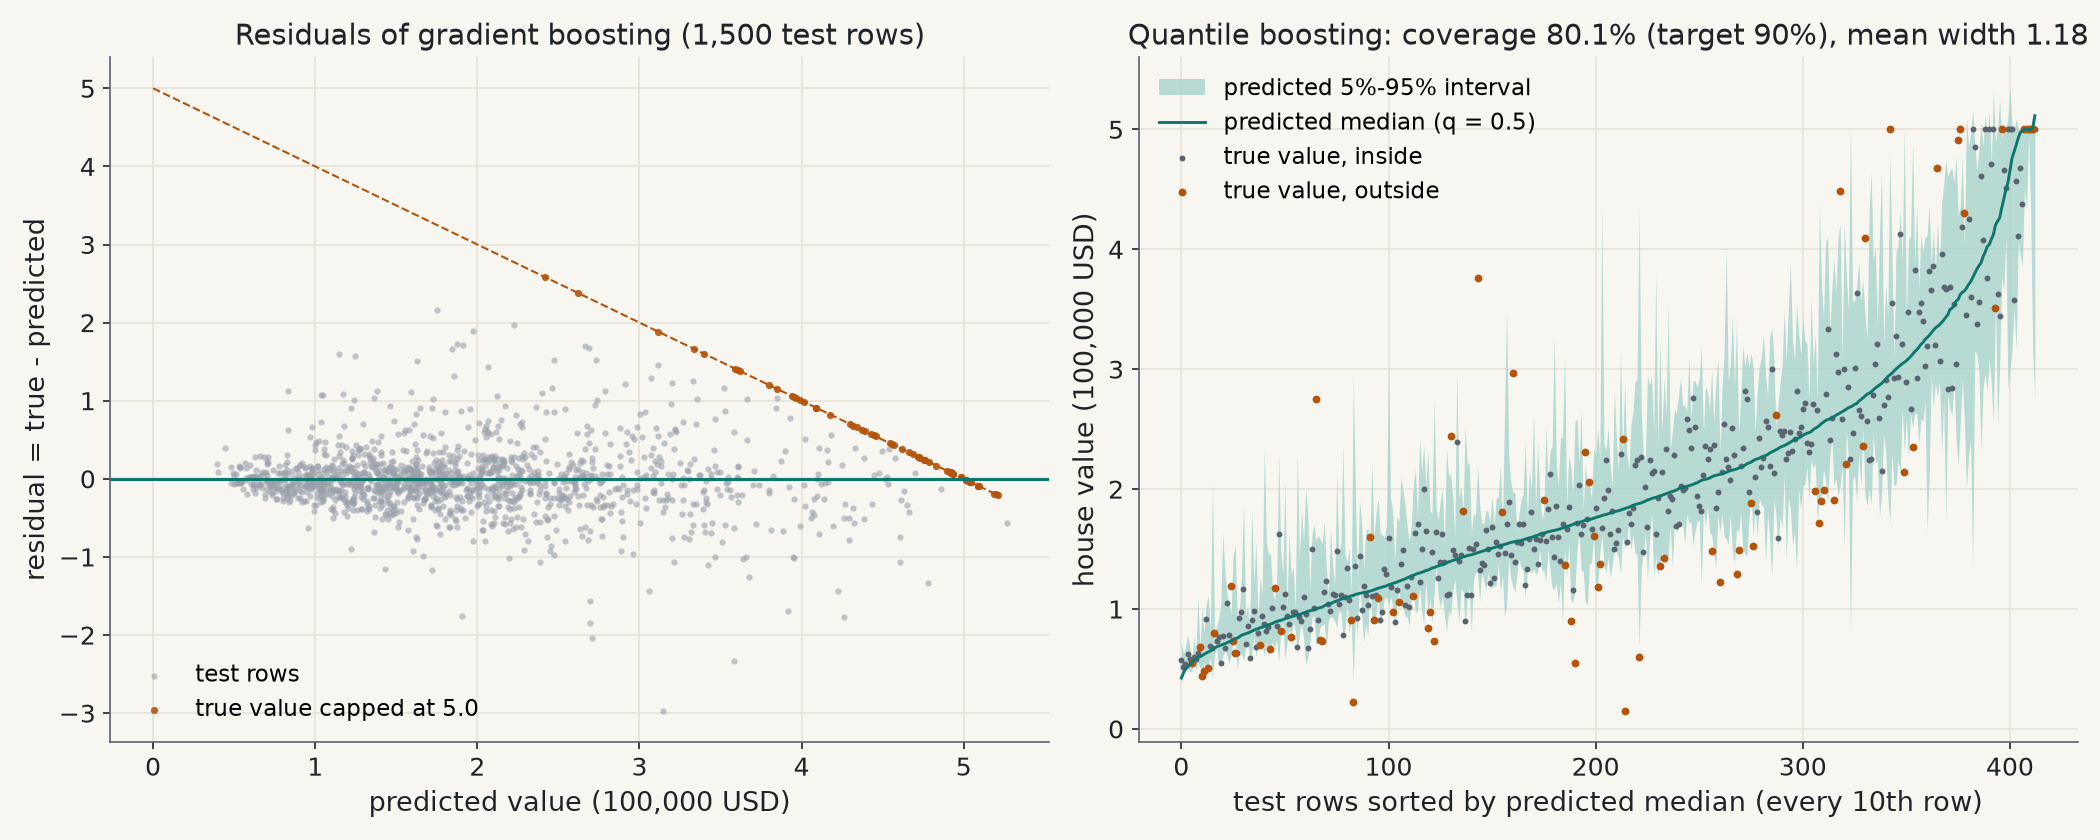 Residuals of gradient boosting (1,500 test rows)
5
4
3
2
1
0
−1
−2
−3
residual = true - predicted
test rows
true value capped at 5.0
0 1 2 3 4 5
predicted value (100,000 USD)
Quantile boosting: coverage 80.1% (target 90%), mean width 1.18
predicted 5%-95% interval
predicted median (q = 0.5)
true value, inside
true value, outside
5
4
3
2
1
0
house value (100,000 USD)
0 100 200 300 400
test rows sorted by predicted median (every 10th row)